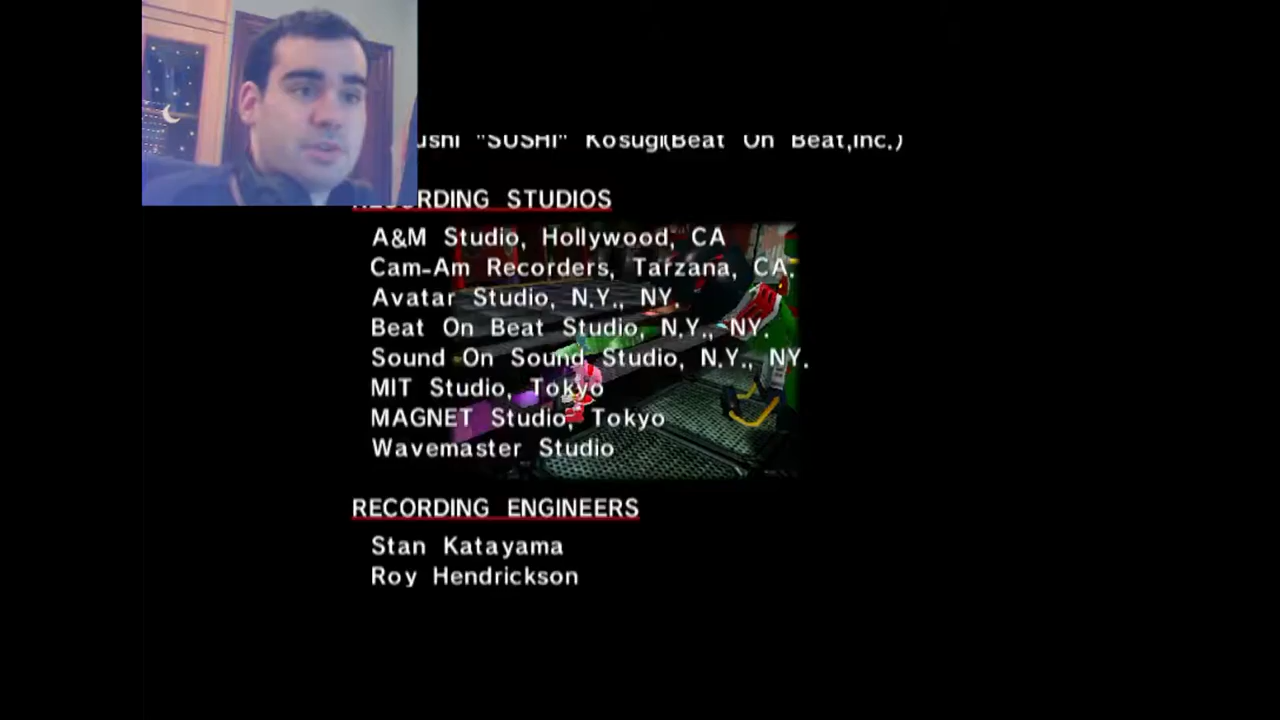 "SUSHI" Kosugi(Beat On Beat,Inc.)
RECORDING STUDIOS
A&M Studio, Hollywood, CA
Cam-Am Recorders, Tarzana, CA.
Avatar Studio, N.Y., NY.
Beat On Beat Studio, N.Y., NY.
Sound On Sound Studio, N.Y., NY.
MIT Studio, Tokyo
MAGNET Studio, Tokyo
Wavemaster Studio
RECORDING ENGINEERS
Stan Katayama
Roy Hendrickson